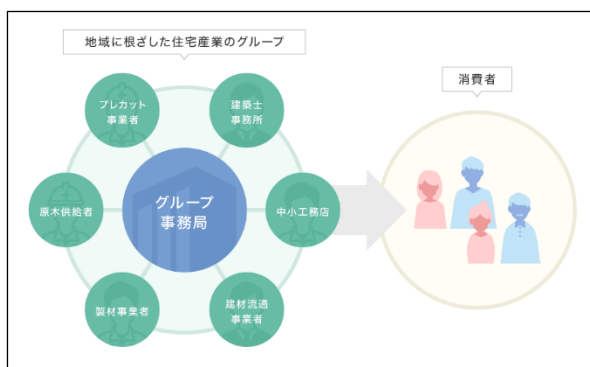 地域に根ざした住宅産業のグループ
消費者
プレカット
事業者
建築士
事務所
原木供給者
グループ
事務局
中小工務店
製材事業者
建材流通
事業者